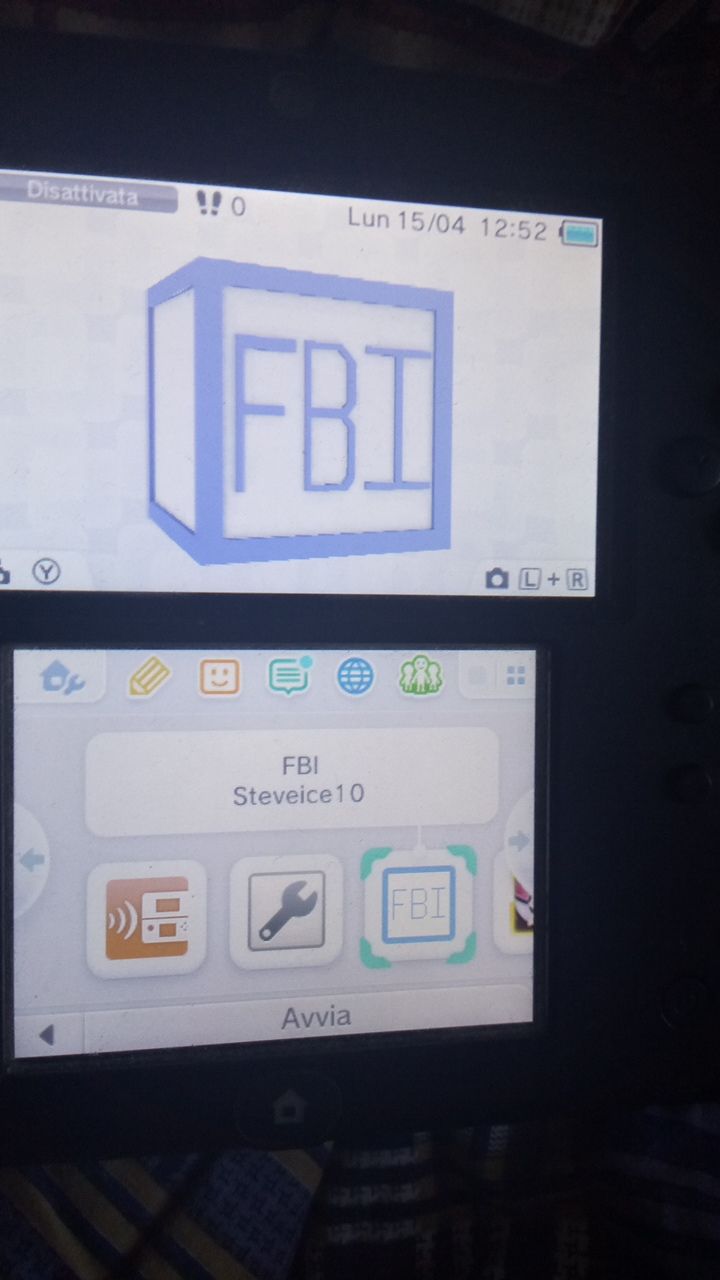 Disattivata
0
Lun 15/04 12:52
FBI
Y
L + R
FBI
Steveice10
FBI
Avvia